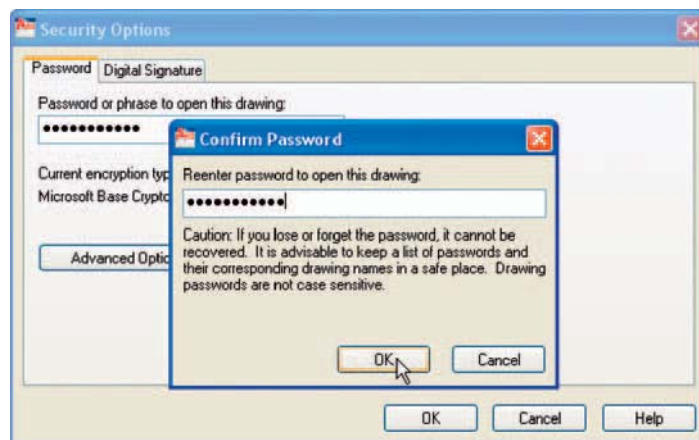 Security Options
Password Digital Signature
Password or phrase to open this drawing:
Confirm Password
Reenter password to open this drawing:
Current encryption typ
Microsoft Base Crypto
Caution: If you lose or forget the password, it cannot be
recovered. It is advisable to keep a list of passwords and
their corresponding drawing names in a safe place. Drawing
passwords are not case sensitive.
Advanced Optio
OK Cancel
OK Cancel Help